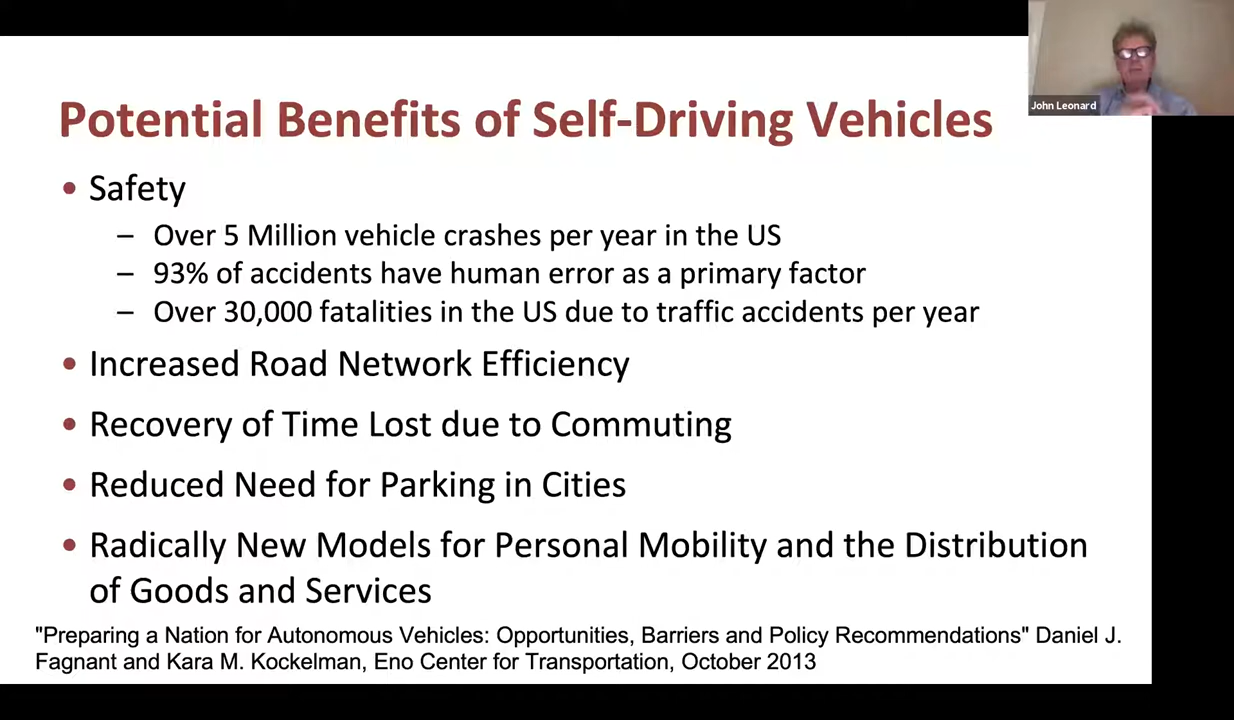 John Leonard
Potential Benefits of Self-Driving Vehicles
• Safety
– Over 5 Million vehicle crashes per year in the US
– 93% of accidents have human error as a primary factor
– Over 30,000 fatalities in the US due to traffic accidents per year
• Increased Road Network Efficiency
• Recovery of Time Lost due to Commuting
• Reduced Need for Parking in Cities
• Radically New Models for Personal Mobility and the Distribution
of Goods and Services
"Preparing a Nation for Autonomous Vehicles: Opportunities, Barriers and Policy Recommendations" Daniel J.
Fagnant and Kara M. Kockelman, Eno Center for Transportation, October 2013